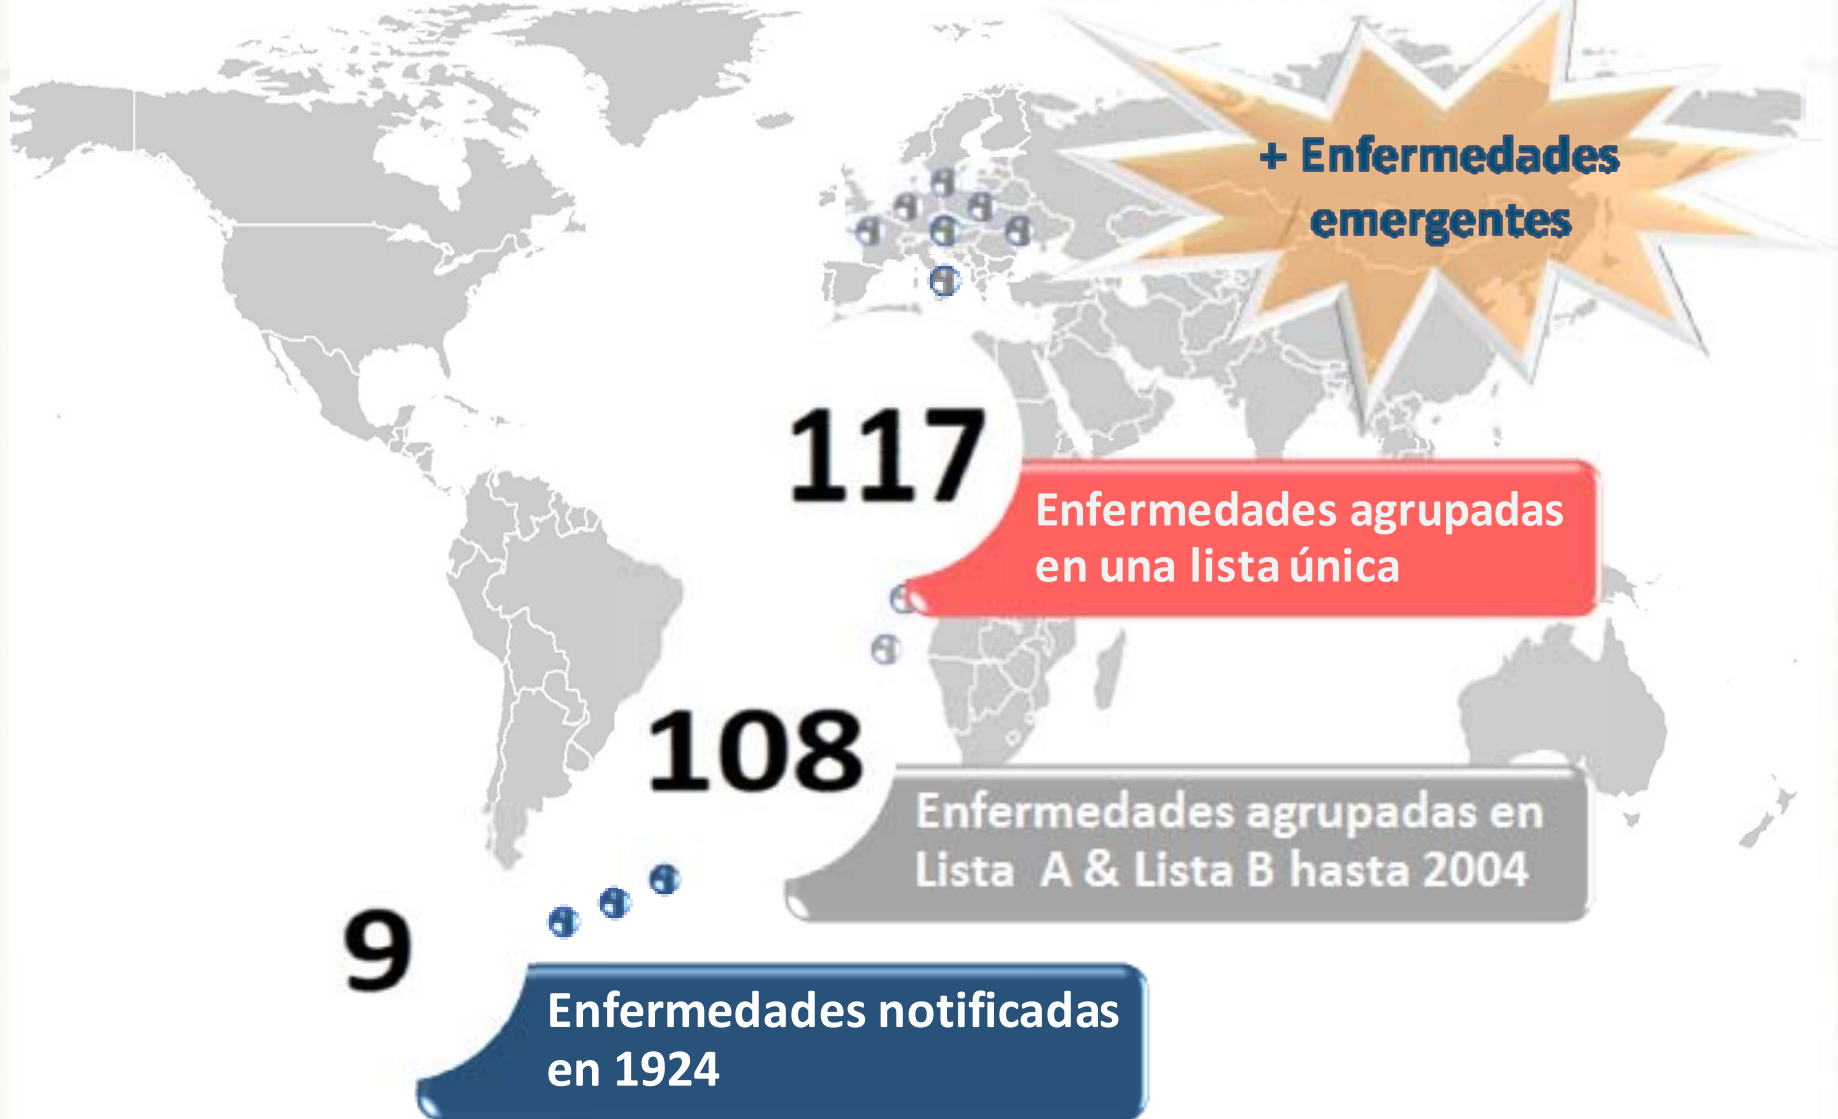 + Enfermedades
emergentes
117
Enfermedades agrupadas
en una lista única
108
Enfermedades agrupadas en
Lista A & Lista B hasta 2004
9
Enfermedades notificadas
en 1924